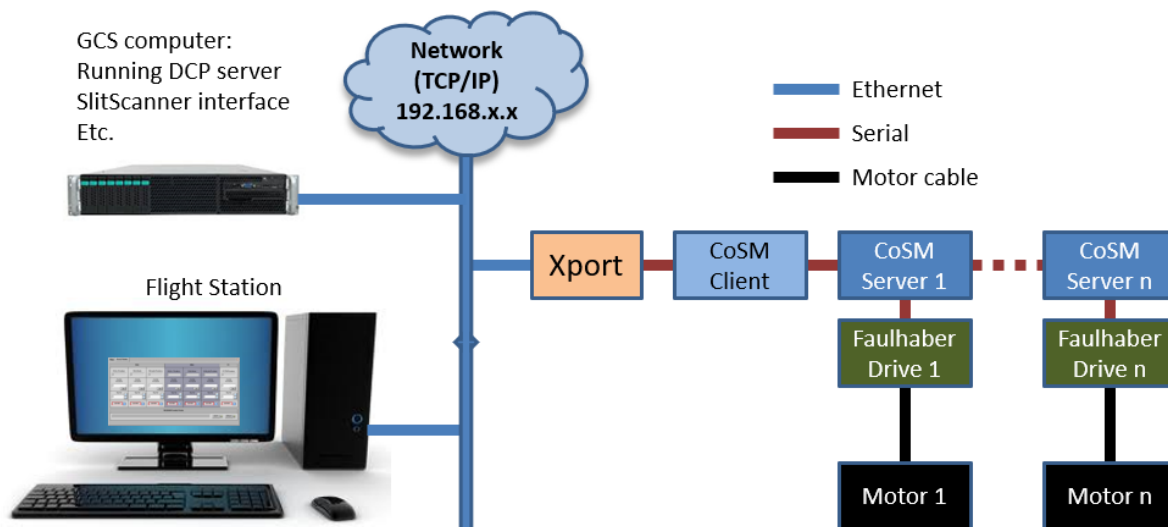 GCS computer:
Running DCP server
SlitScanner interface
Etc.
Network
(TCP/IP)
192.168.x.x
Ethernet
Serial
Motor cable
Xport
CoSM
Client
CoSM
Server 1
CoSM
Server n
Flight Station
Faulhaber
Drive 1
Faulhaber
Drive n
Motor 1
Motor n